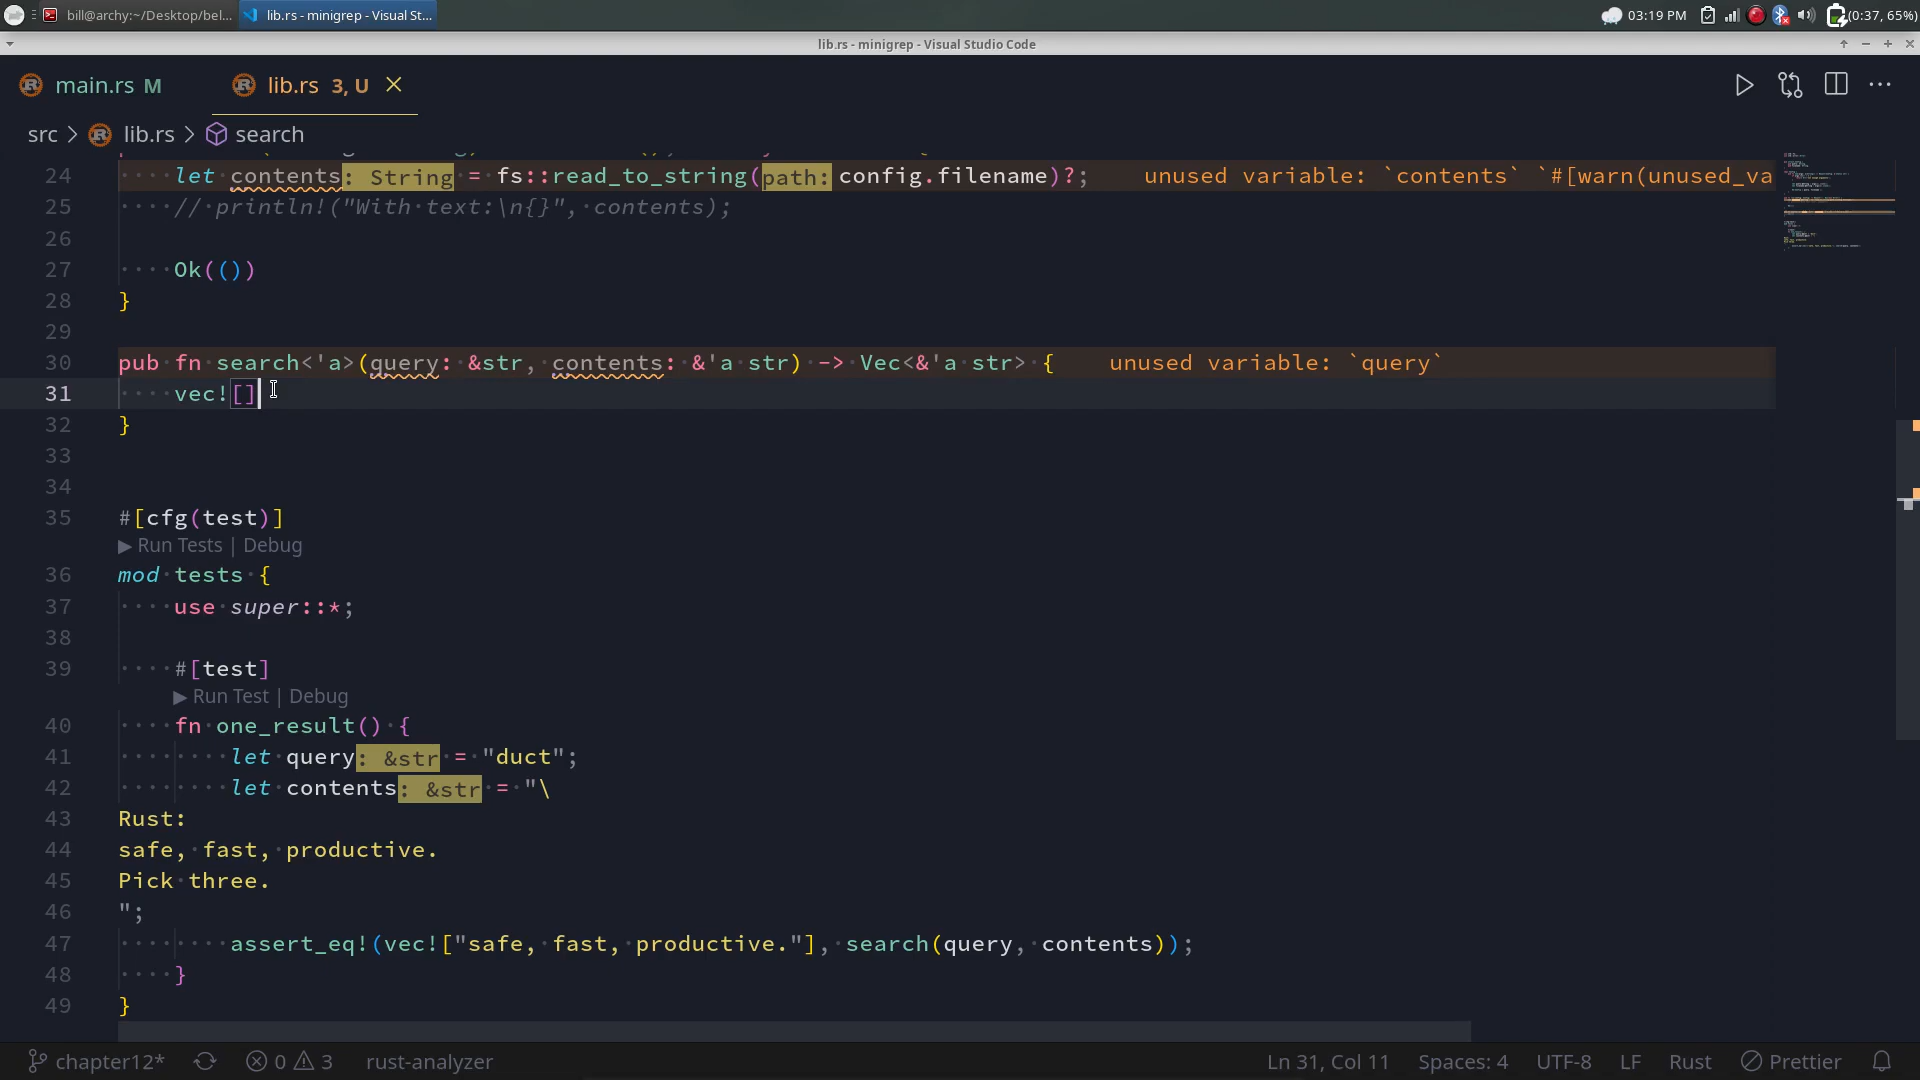 bill@archy:~/Desktop/bel...
lib.rs - minigrep - Visual St...
03:19 PM
(0:37, 65%)
lib.rs - minigrep - Visual Studio Code
main.rs M
lib.rs 3, U
src > lib.rs > search
24 ····let contents: String = fs::read_to_string(path: config.filename)?; unused variable: `contents` `#[warn(unused_va
25 ····//·println!("With·text:\n{}",·contents);
26
27 ····Ok(())
28 }
29
30 pub fn search<'a>(query: &str, contents: &'a str) -> Vec<&'a str> { unused variable: `query`
31 ····vec![]
32 }
33
34
35 #[cfg(test)]
▶ Run Tests | Debug
36 mod·tests·{
37 ····use·super::*;
38
39 ····#[test]
▶ Run Test | Debug
40 ····fn·one_result()·{
41 ········let·query: &str·=·"duct";
42 ········let·contents: &str·=·"\
43 Rust:
44 safe,·fast,·productive.
45 Pick·three.
46 ";
47 ········assert_eq!(vec!["safe,·fast,·productive."],·search(query,·contents));
48 ····}
49 }
chapter12*
0
3
rust-analyzer
Ln 31, Col 11
Spaces: 4
UTF-8
LF
Rust
Prettier